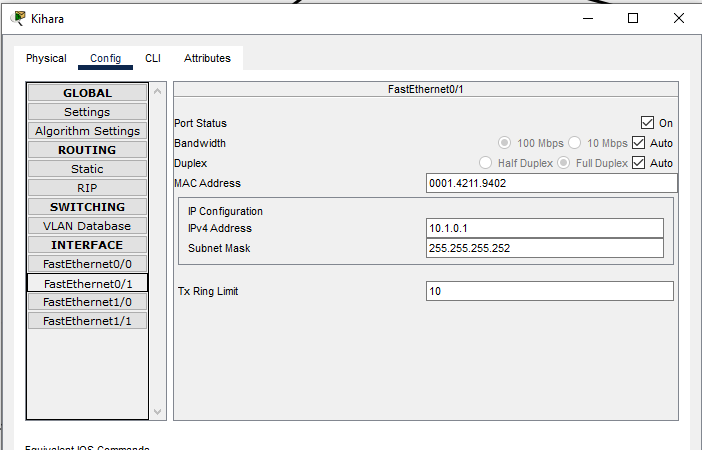 Kihara
Physical Config CLI Attributes
GLOBAL
Settings
Algorithm Settings
ROUTING
Static
RIP
SWITCHING
VLAN Database
INTERFACE
FastEthernet0/0
FastEthernet0/1
FastEthernet1/0
FastEthernet1/1
FastEthernet0/1
Port Status On
Bandwidth 100 Mbps 10 Mbps Auto
Duplex Half Duplex Full Duplex Auto
MAC Address 0001.4211.9402
IP Configuration
IPv4 Address 10.1.0.1
Subnet Mask 255.255.255.252
Tx Ring Limit 10
Equivalent IOS Commands